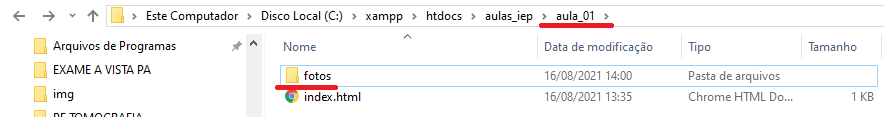 Este Computador > Disco Local (C:) > xampp > htdocs > aulas_iep > aula_01 >
Arquivos de Programas
EXAME A VISTA PA
img
PE TOMOGRAFIA
Nome Data de modificação Tipo Tamanho
fotos 16/08/2021 14:00 Pasta de arquivos
index.html 16/08/2021 13:35 Chrome HTML Do... 1 KB